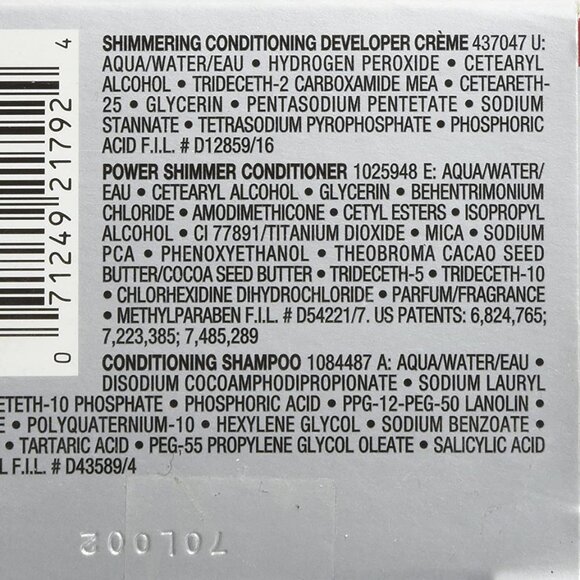 SHIMMERING CONDITIONING DEVELOPER CRÈME 437047 U:
AQUA/WATER/EAU • HYDROGEN PEROXIDE • CETEARYL
ALCOHOL • TRIDECETH-2 CARBOXAMIDE MEA • CETEARETH-
25 • GLYCERIN • PENTASODIUM PENTETATE • SODIUM
STANNATE • TETRASODIUM PYROPHOSPHATE • PHOSPHORIC
ACID F.I.L. # D12859/16
POWER SHIMMER CONDITIONER 1025948 E: AQUA/WATER/
EAU • CETEARYL ALCOHOL • GLYCERIN • BEHENTRIMONIUM
CHLORIDE • AMODIMETHICONE • CETYL ESTERS • ISOPROPYL
ALCOHOL • CI 77891/TITANIUM DIOXIDE • MICA • SODIUM
PCA • PHENOXYETHANOL • THEOBROMA CACAO SEED
BUTTER/COCOA SEED BUTTER • TRIDECETH-5 • TRIDECETH-10
• CHLORHEXIDINE DIHYDROCHLORIDE • PARFUM/FRAGRANCE
• METHYLPARABEN F.I.L. # D54221/7. US PATENTS: 6,824,765;
7,223,385; 7,485,289
CONDITIONING SHAMPOO 1084487 A: AQUA/WATER/EAU •
DISODIUM COCOAMPHODIPROPIONATE • SODIUM LAURYL
ETETH-10 PHOSPHATE • PHOSPHORIC ACID • PPG-12-PEG-50 LANOLIN •
E • POLYQUATERNIUM-10 • HEXYLENE GLYCOL • SODIUM BENZOATE •
• TARTARIC ACID • PEG-55 PROPYLENE GLYCOL OLEATE • SALICYLIC ACID
L F.I.L. # D43589/4
0 71249 21792 4
70L002